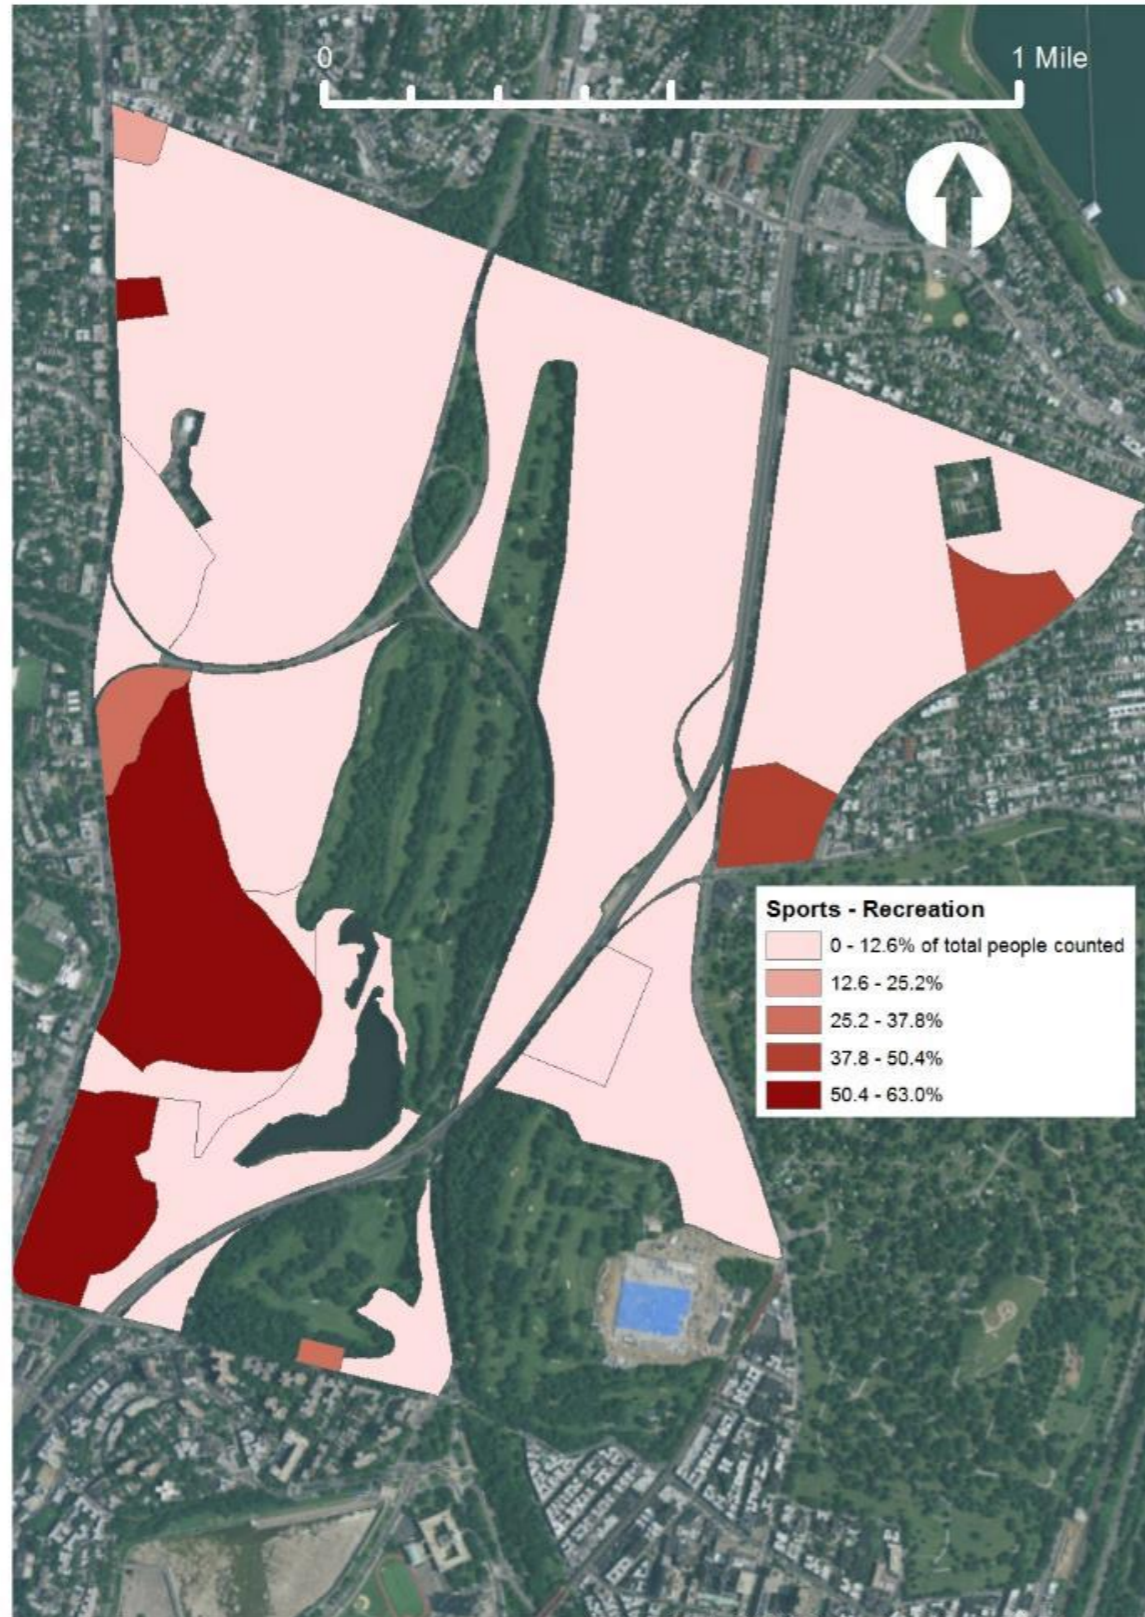 0 1 Mile
Sports - Recreation
0 - 12.6% of total people counted
12.6 - 25.2%
25.2 - 37.8%
37.8 - 50.4%
50.4 - 63.0%